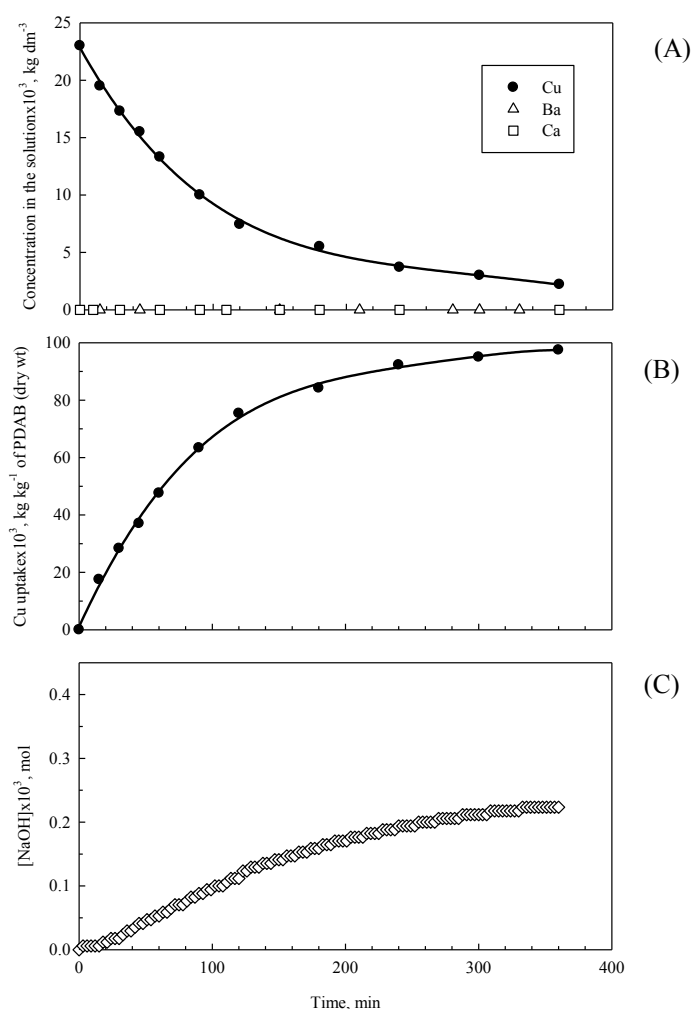 (A)
Concentration in the solutionx10³, kg dm⁻³
25
20
15
10
5
0
Cu
Ba
Ca
(B)
Cu uptakex10³, kg kg⁻¹ of PDAB (dry wt)
100
80
60
40
20
0
(C)
[NaOH]x10³, mol
0.4
0.3
0.2
0.1
0.0
0 100 200 300 400
Time, min